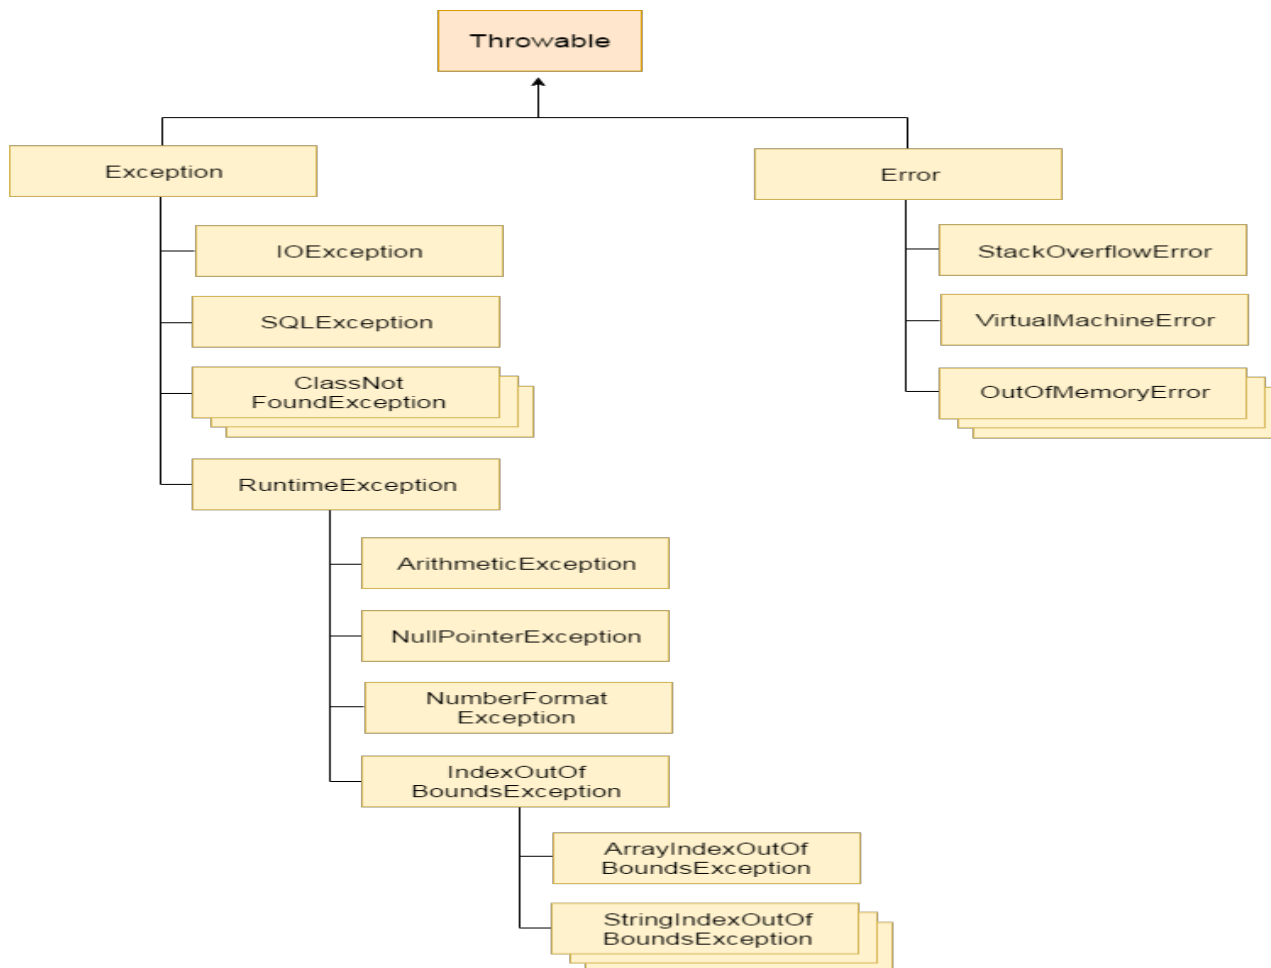 Throwable
Exception
Error
IOException
StackOverflowError
SQLException
VirtualMachineError
ClassNot
FoundException
OutOfMemoryError
RuntimeException
ArithmeticException
NullPointerException
NumberFormat
Exception
IndexOutOf
BoundsException
ArrayIndexOutOf
BoundsException
StringIndexOutOf
BoundsException